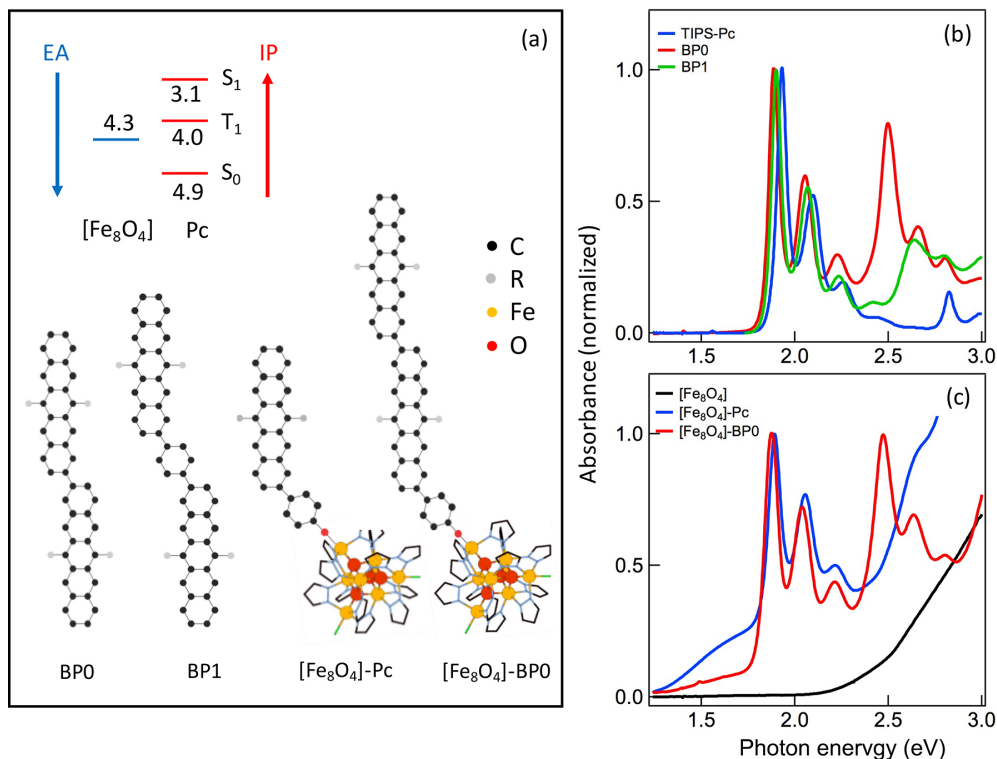 (a)
EA
IP
S₁
3.1
4.3
T₁
4.0
S₀
4.9
[Fe₈O₄]
Pc
C
R
Fe
O
BP0
BP1
[Fe₈O₄]-Pc
[Fe₈O₄]-BP0
(b)
TIPS-Pc
BP0
BP1
1.0
0.5
0.0
1.5
2.0
2.5
3.0
Absorbance (normalized)
(c)
[Fe₈O₄]
[Fe₈O₄]-Pc
[Fe₈O₄]-BP0
1.0
0.5
0.0
1.5
2.0
2.5
3.0
Photon enervgy (eV)